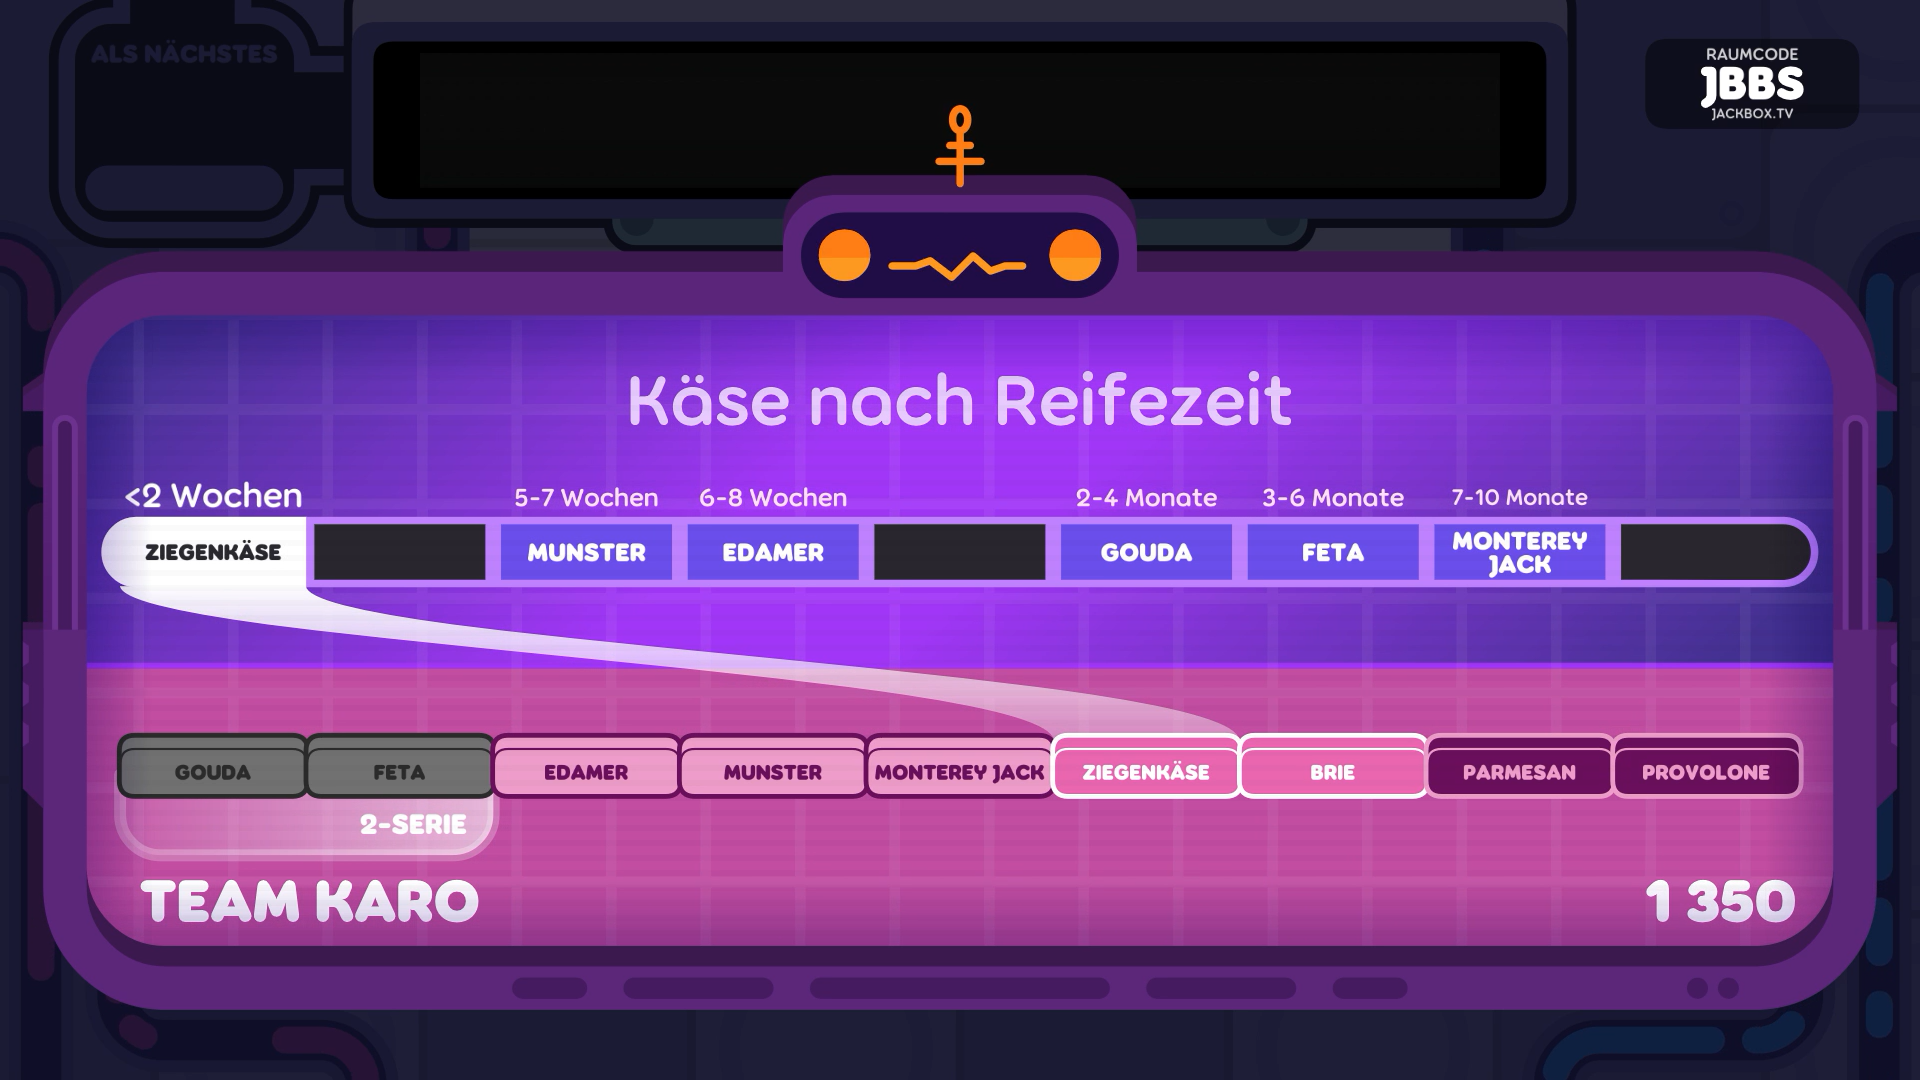 ALS NÄCHSTES
RAUMCODE
JBBS
JACKBOX.TV
Käse nach Reifezeit
<2 Wochen
5-7 Wochen
6-8 Wochen
2-4 Monate
3-6 Monate
7-10 Monate
ZIEGENKÄSE
MUNSTER
EDAMER
GOUDA
FETA
MONTEREY
JACK
GOUDA
FETA
EDAMER
MUNSTER
MONTEREY JACK
ZIEGENKÄSE
BRIE
PARMESAN
PROVOLONE
2-SERIE
TEAM KARO
1 350